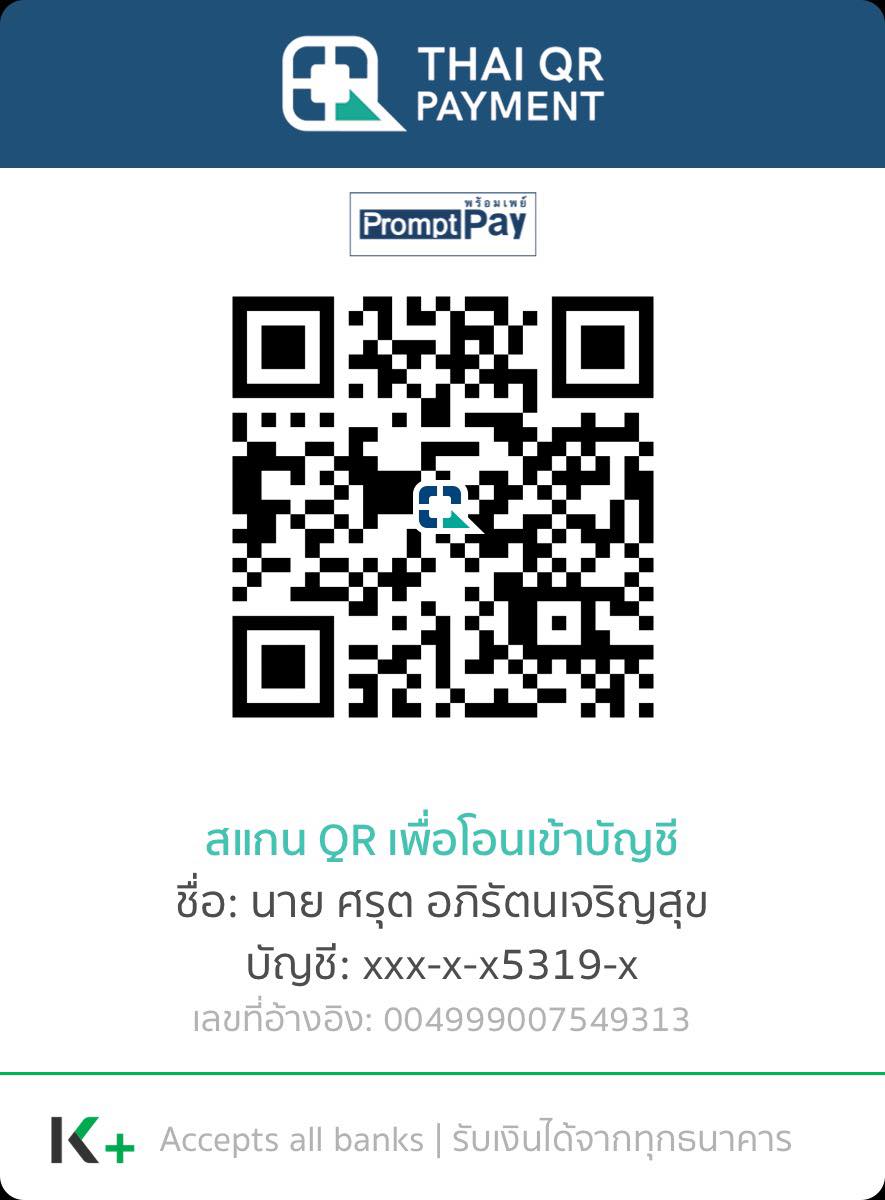 THAI QR
PAYMENT
พร้อมเพย์
PromptPay
สแกน QR เพื่อโอนเข้าบัญชี
ชื่อ: นาย ศรุต อภิรัตนเจริญสุข
บัญชี: xxx-x-x5319-x
เลขที่อ้างอิง: 004999007549313
K+ Accepts all banks | รับเงินได้จากทุกธนาคาร